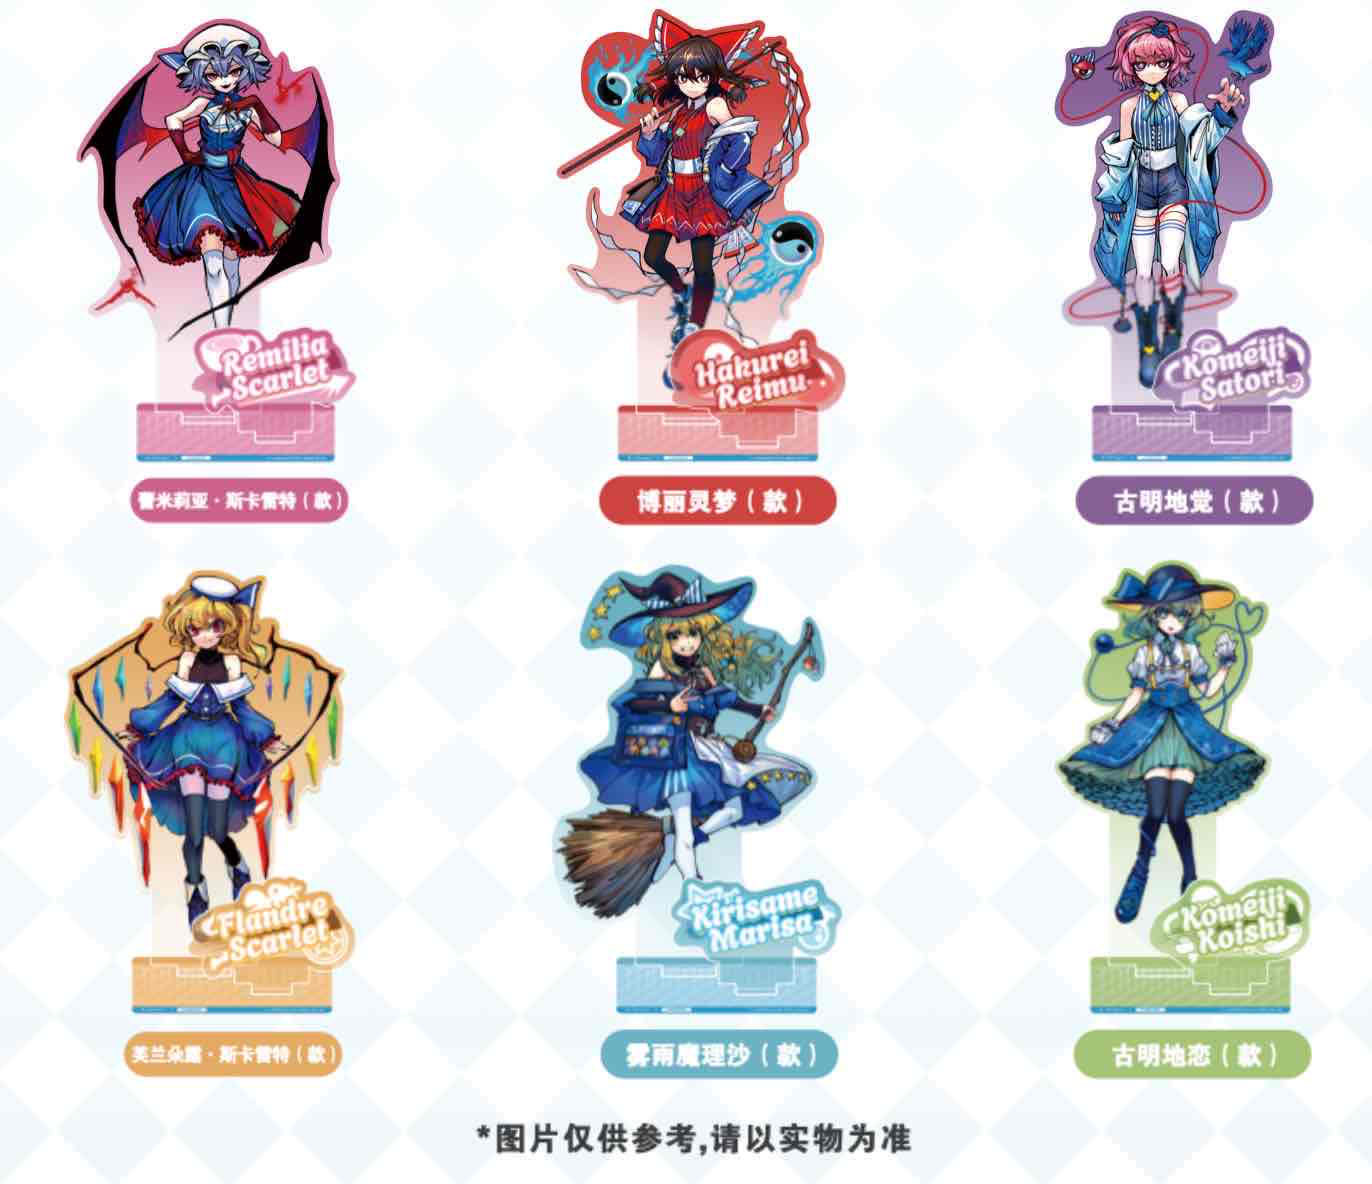 Remilia
Scarlet
Hakurei
Reimu
Komeiji
Satori
蕾米莉亚·斯卡雷特（款）
博丽灵梦（款）
古明地觉（款）
Flandre
Scarlet
Kirisame
Marisa
Komeiji
Koishi
芙兰朵露·斯卡雷特（款）
雾雨魔理沙（款）
古明地恋（款）
*图片仅供参考,请以实物为准